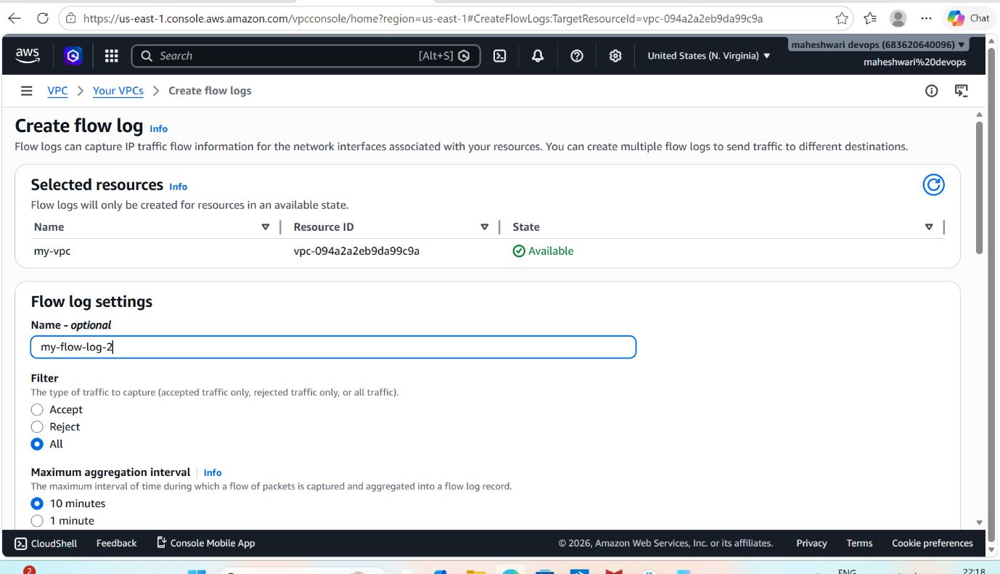 https://us-east-1.console.aws.amazon.com/vpcconsole/home?region=us-east-1#CreateFlowLogs:TargetResourceId=vpc-094a2a2eb9da99c9a
Chat
aws
Search
[Alt+S]
United States (N. Virginia)
maheshwari devops (683620640096)
maheshwari%20devops
VPC
Your VPCs
Create flow logs
Create flow log Info
Flow logs can capture IP traffic flow information for the network interfaces associated with your resources. You can create multiple flow logs to send traffic to different destinations.
Selected resources Info
Flow logs will only be created for resources in an available state.
Name Resource ID State
my-vpc vpc-094a2a2eb9da99c9a Available
Flow log settings
Name - optional
my-flow-log-2
Filter
The type of traffic to capture (accepted traffic only, rejected traffic only, or all traffic).
Accept
Reject
All
Maximum aggregation interval Info
The maximum interval of time during which a flow of packets is captured and aggregated into a flow log record.
10 minutes
1 minute
CloudShell Feedback Console Mobile App © 2026, Amazon Web Services, Inc. or its affiliates. Privacy Terms Cookie preferences
2
ENG
22:18